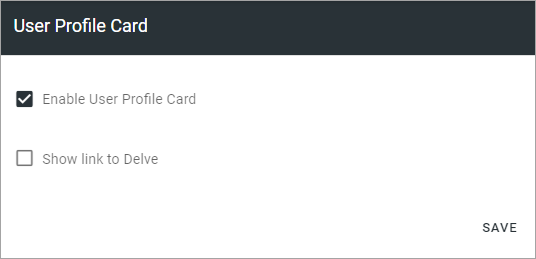 User Profile Card
Enable User Profile Card
Show link to Delve
SAVE